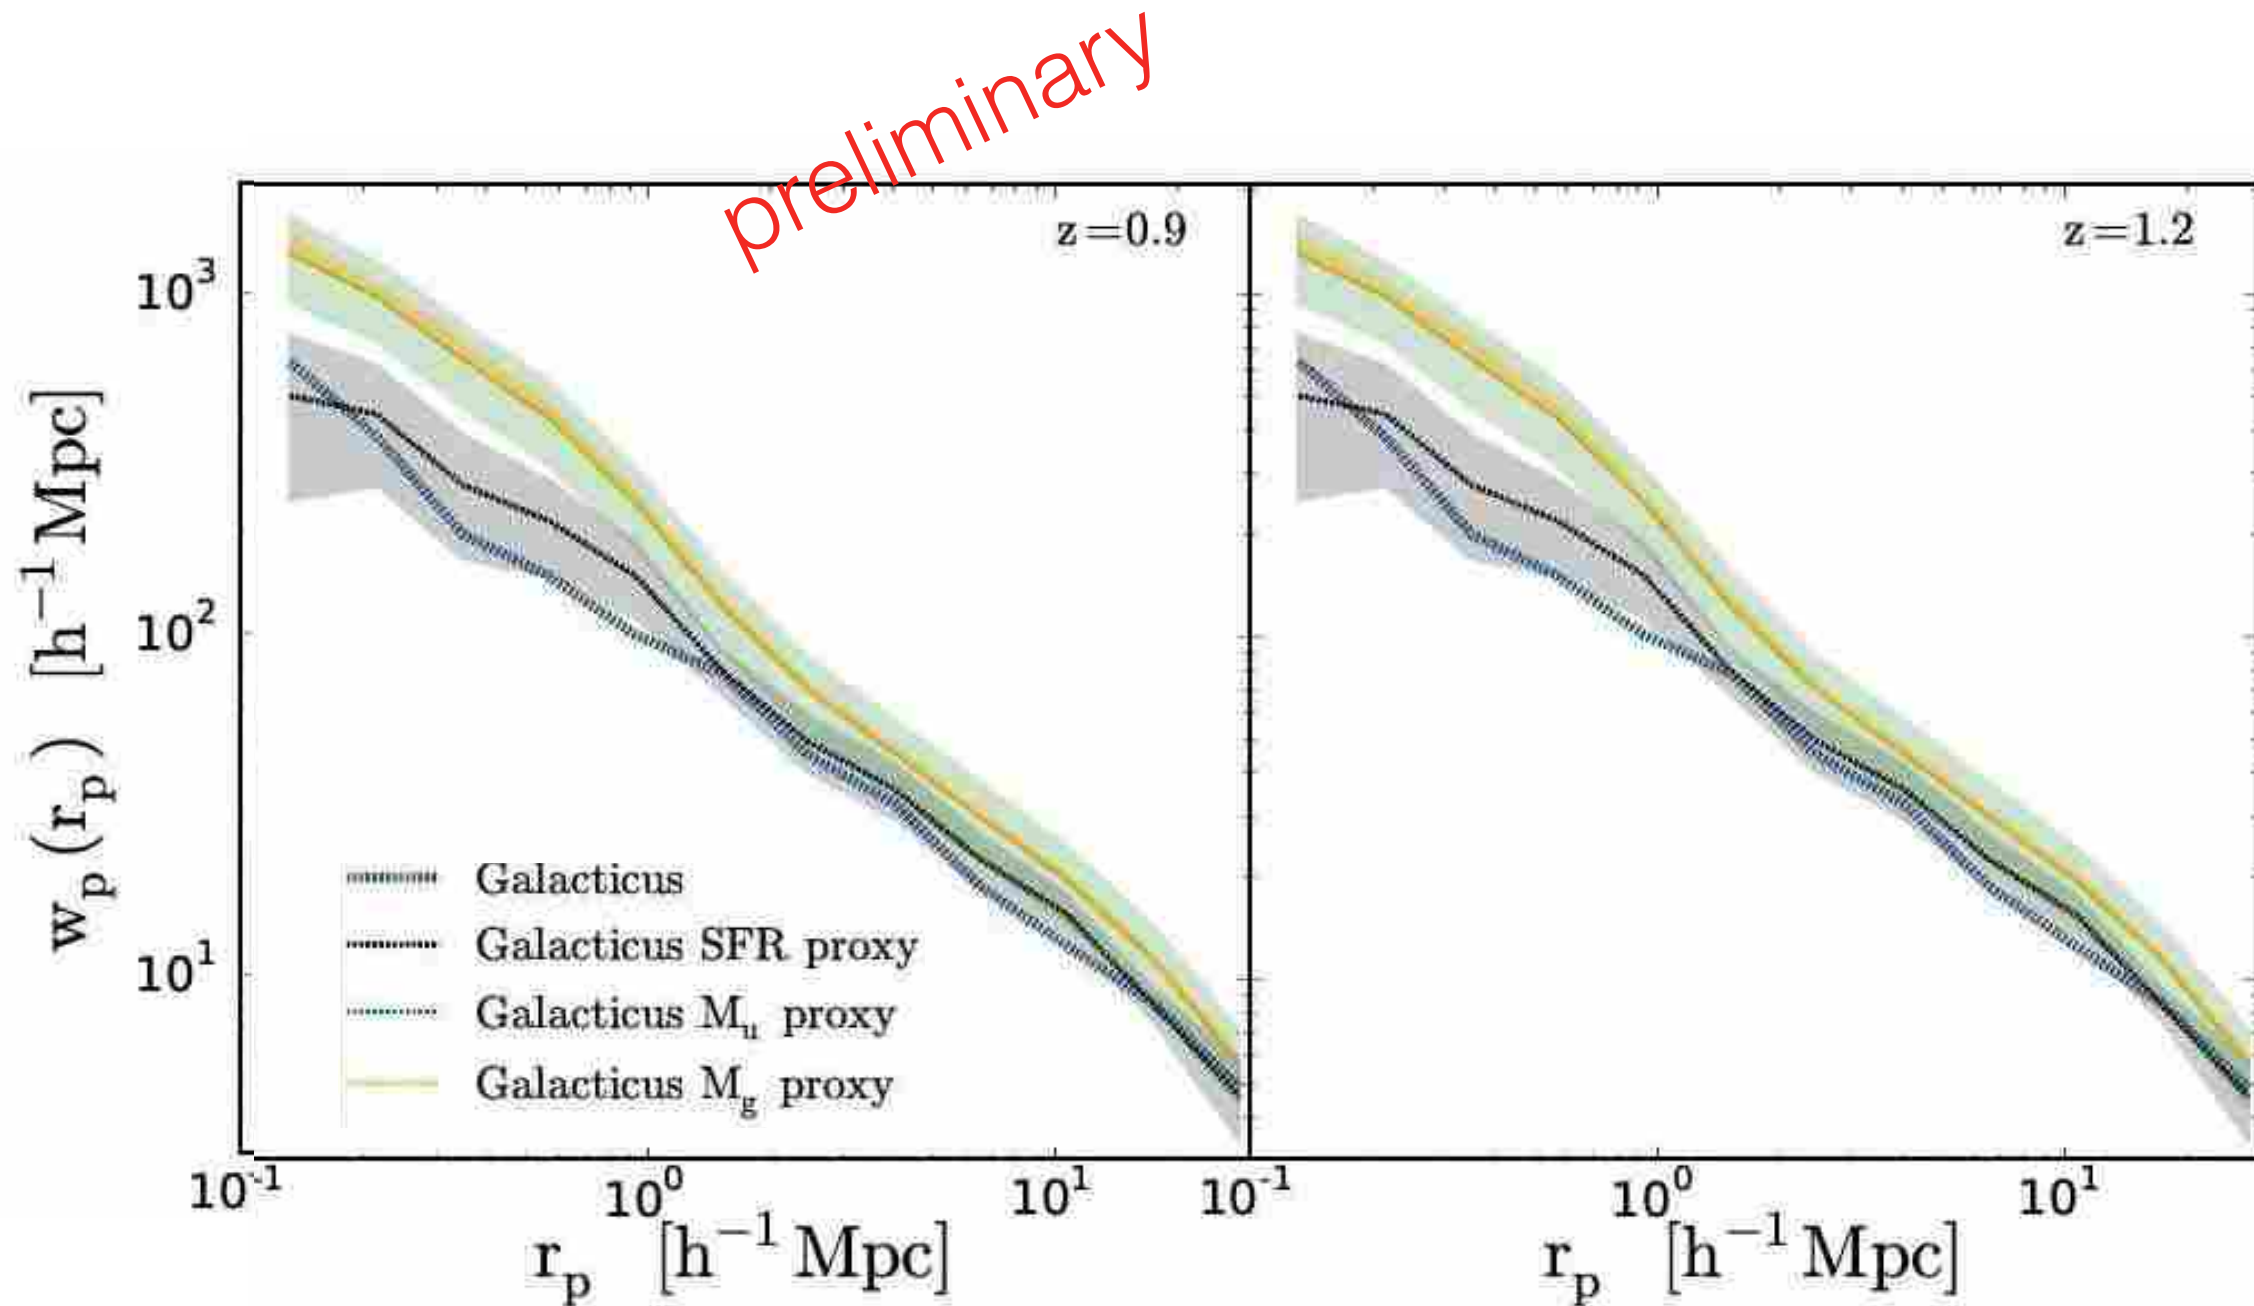 preliminary
z=0.9
z=1.2
10³
10²
10¹
w_p(r_p) [h⁻¹Mpc]
Galacticus
Galacticus SFR proxy
Galacticus M_u proxy
Galacticus M_g proxy
10⁻¹ 10⁰ 10¹ 10⁻¹ 10⁰ 10¹
r_p [h⁻¹Mpc]
r_p [h⁻¹Mpc]